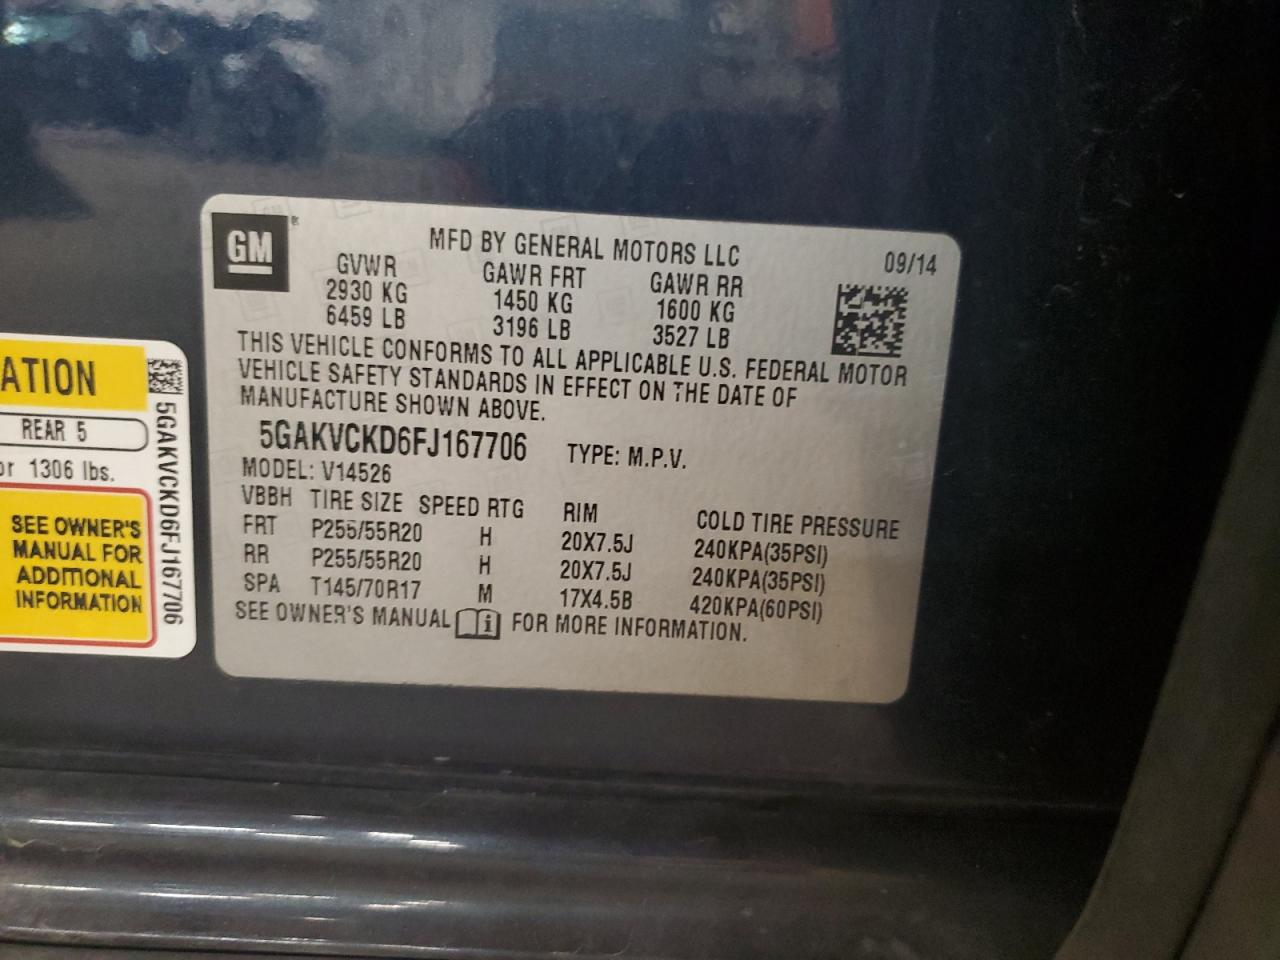 GM®
MFD BY GENERAL MOTORS LLC
09/14
GVWR GAWR FRT GAWR RR
2930 KG 1450 KG 1600 KG
6459 LB 3196 LB 3527 LB
THIS VEHICLE CONFORMS TO ALL APPLICABLE U.S. FEDERAL MOTOR
VEHICLE SAFETY STANDARDS IN EFFECT ON THE DATE OF
MANUFACTURE SHOWN ABOVE.
5GAKVCKD6FJ167706 TYPE: M.P.V.
MODEL: V14526
VBBH TIRE SIZE SPEED RTG RIM COLD TIRE PRESSURE
FRT P255/55R20 H 20X7.5J 240KPA(35PSI)
RR P255/55R20 H 20X7.5J 240KPA(35PSI)
SPA T145/70R17 M 17X4.5B 420KPA(60PSI)
SEE OWNER'S MANUAL i FOR MORE INFORMATION.
ATION
REAR 5
or 1306 lbs.
SEE OWNER'S
MANUAL FOR
ADDITIONAL
INFORMATION
5GAKVCKD6FJ167706